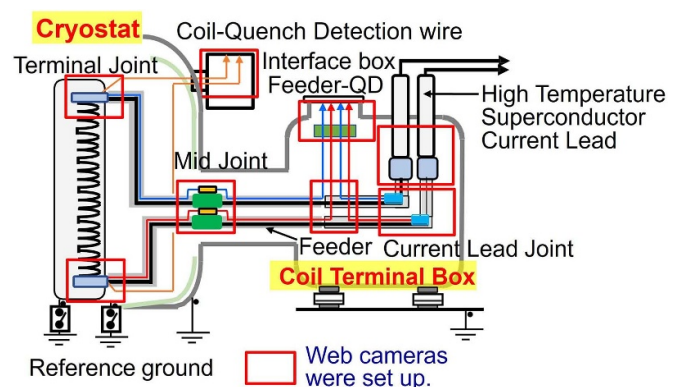 Cryostat
Coil-Quench Detection wire
Terminal Joint
Interface box
Feeder-QD
High Temperature
Superconductor
Current Lead
Mid Joint
Feeder
Current Lead Joint
Coil Terminal Box
Reference ground
Web cameras
were set up.